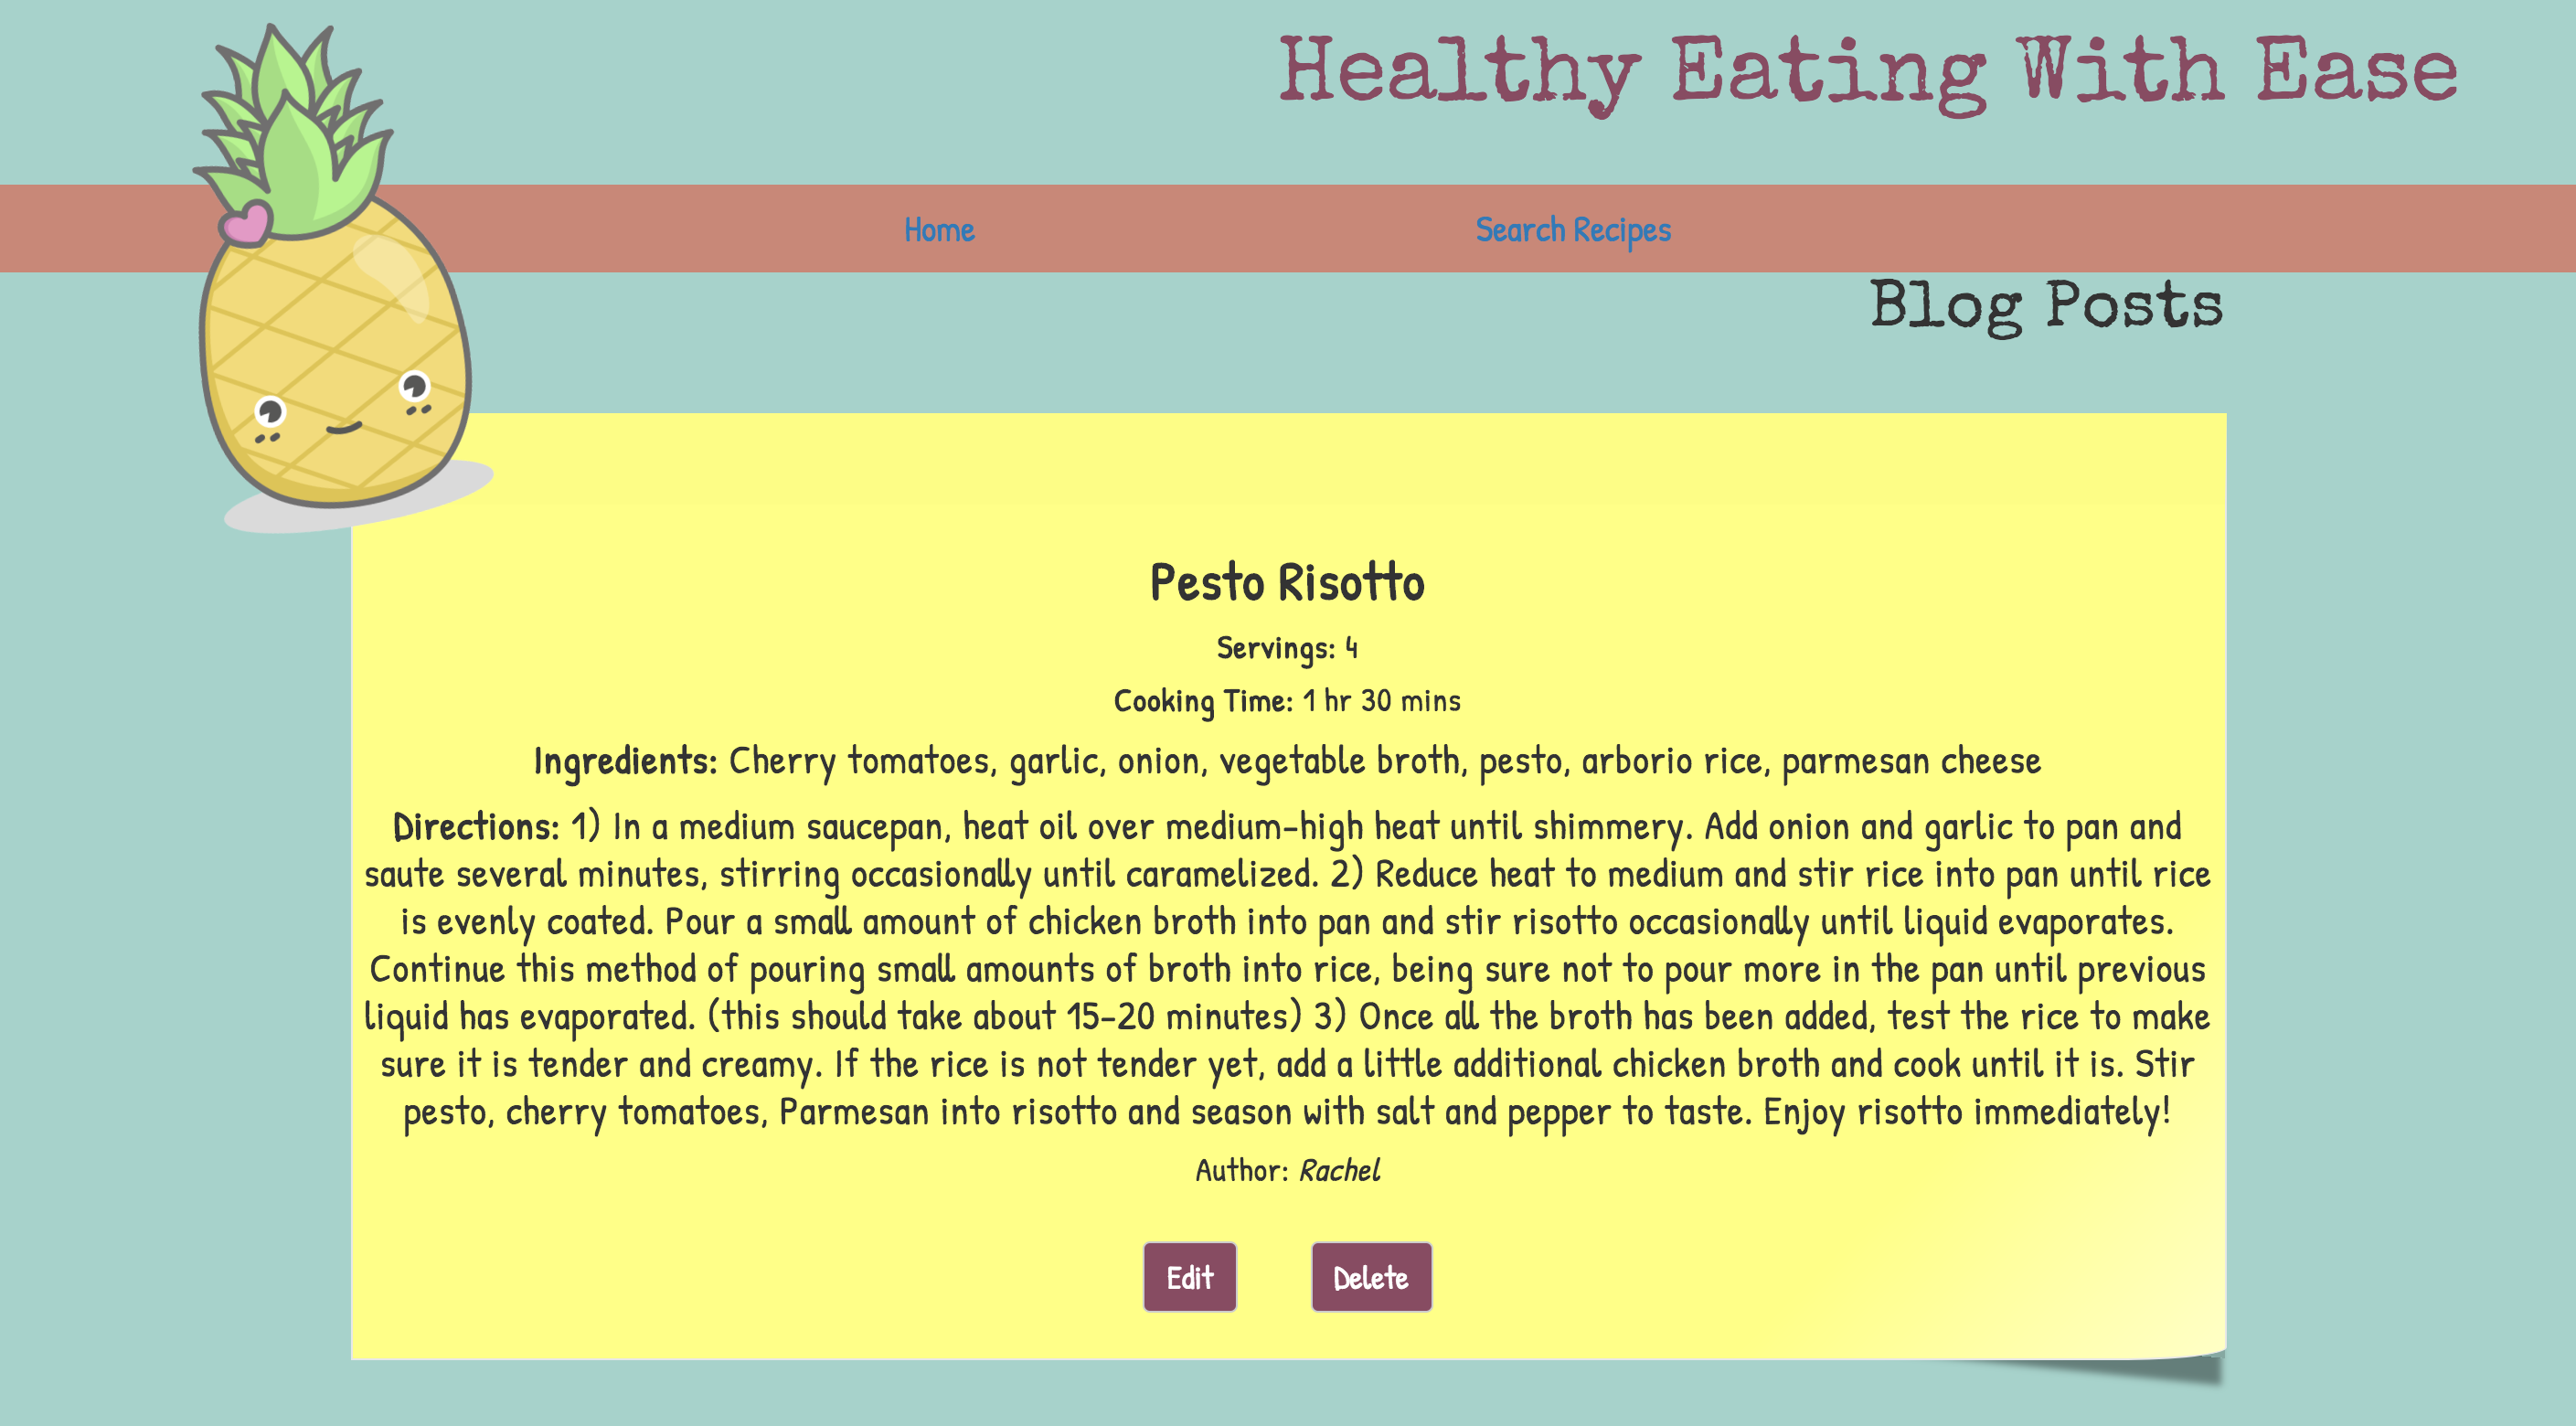 Healthy Eating With Ease
Home
Search Recipes
Blog Posts
Pesto Risotto
Servings: 4
Cooking Time: 1 hr 30 mins
Ingredients: Cherry tomatoes, garlic, onion, vegetable broth, pesto, arborio rice, parmesan cheese
Directions: 1) In a medium saucepan, heat oil over medium-high heat until shimmery. Add onion and garlic to pan and
saute several minutes, stirring occasionally until caramelized. 2) Reduce heat to medium and stir rice into pan until rice
is evenly coated. Pour a small amount of chicken broth into pan and stir risotto occasionally until liquid evaporates.
Continue this method of pouring small amounts of broth into rice, being sure not to pour more in the pan until previous
liquid has evaporated. (this should take about 15-20 minutes) 3) Once all the broth has been added, test the rice to make
sure it is tender and creamy. If the rice is not tender yet, add a little additional chicken broth and cook until it is. Stir
pesto, cherry tomatoes, Parmesan into risotto and season with salt and pepper to taste. Enjoy risotto immediately!
Author: Rachel
Edit
Delete